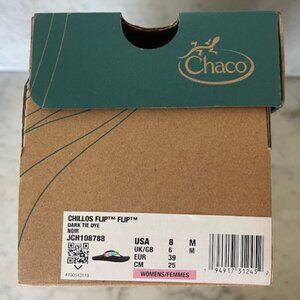 Chaco
CHILLOS FLIP™ FLIP™
DARK TIE DYE
NOIR
JCH108788
USA 8 M
UK/GB 6 M
EUR 39
CM 25
WOMENS/FEMMES